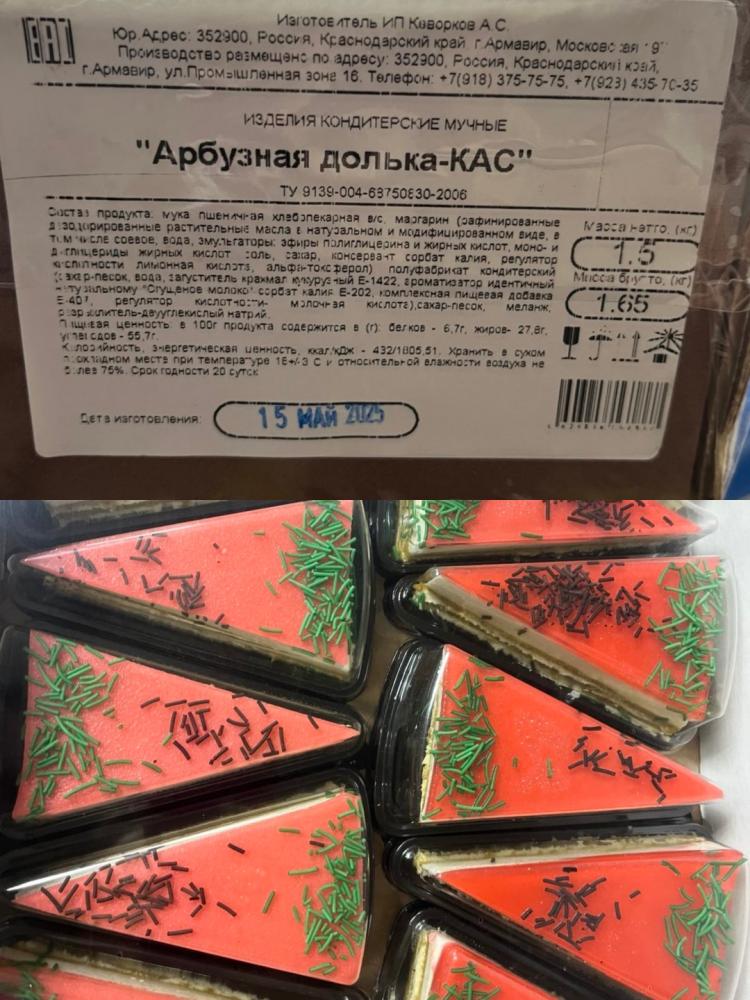 EAC
Изготовитель ИП Каворков А.С.
Юр.Адрес: 352900, Россия, Краснодарский край, г.Армавир, Московская
Производство размещено по адресу: 352900, Россия, Краснодарский край,
г.Армавир, ул.Промышленная зона 16. Телефон: +7(918) 375-75-75, +7(923) 435-70-35
ИЗДЕЛИЯ КОНДИТЕРСКИЕ МУЧНЫЕ
"Арбузная долька-КАС"
ТУ 9139-004-68750830-2006
Состав продукта: мука пшеничная хлебопекарная в/с, маргарин (рафинированные
дезодорированные растительные масла в натуральном и модифицированном виде, в
том числе соевое, вода, эмульгаторы: эфиры полиглицерина и жирных кислот, моно- и
диглицериды жирных кислот соль, сахар, консервант сорбат калия, регулятор
кислотности лимонная кислота, альфа-токоферол) полуфабрикат кондитерский
(сахар-песок, вода, загуститель крахмал кукурузный Е-1422, ароматизатор идентичный
натуральному "Сгущеное молоко" сорбат калия Е-202, комплексная пищевая добавка
Е-407, регулятор кислотности- молочная кислота),сахар-песок, меланж,
разрыхлитель-двууглекислый натрий.
Пищевая ценность: в 100г продукта содержится в (г): белков - 6,7г, жиров- 27,8г,
углеводов - 55,7г.
Калорийность, энергетическая ценность, ккал/кДж - 432/1805,51. Хранить в сухом
прохладном месте при температуре 18+/-3 С и относительной влажности воздуха не
более 75%. Срок годности 20 суток
Масса нетто, (кг)
1.5
Масса брутто, (кг)
1.65
Дата изготовления:
15 МАЙ 2025